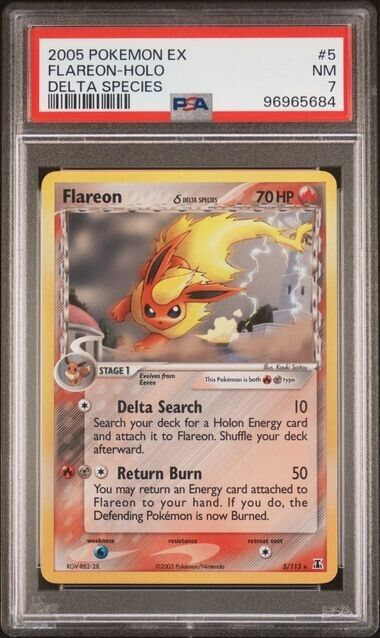 2005 POKEMON EX #5
FLAREON-HOLO NM
DELTA SPECIES 7
PSA 96965684
Flareon δ DELTA SPECIES 70 HP
Illus. Kouki Saitou
STAGE 1 Evolves from Eevee This Pokémon is both type.
Delta Search 10
Search your deck for a Holon Energy card
and attach it to Flareon. Shuffle your deck
afterward.
Return Burn 50
You may return an Energy card attached to
Flareon to your hand. If you do, the
Defending Pokémon is now Burned.
weakness resistance retreat cost
©2005 Pokémon/Nintendo 5/113 ★